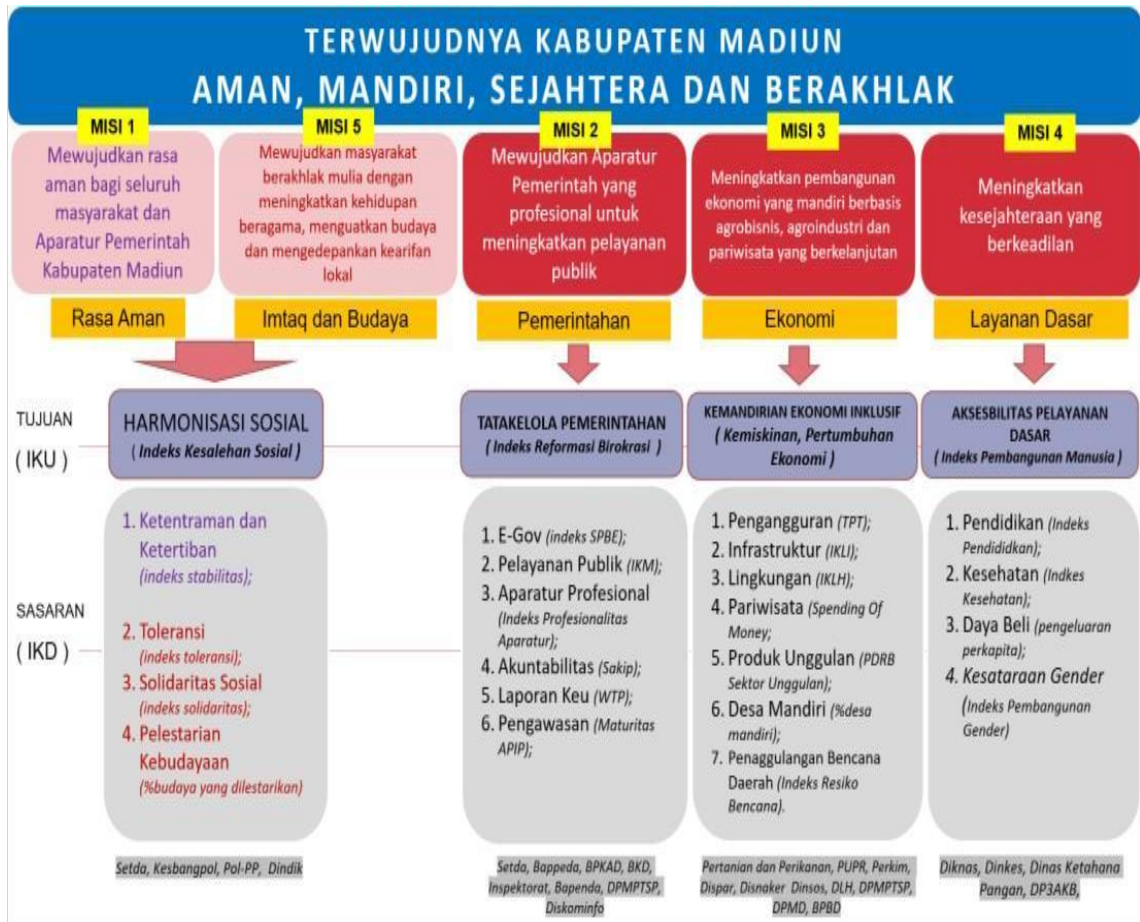 TERWUJUDNYA KABUPATEN MADIUN
AMAN, MANDIRI, SEJAHTERA DAN BERAKHLAK
MISI 1
Mewujudkan rasa
aman bagi seluruh
masyarakat dan
Aparatur Pemerintah
Kabupaten Madiun
Rasa Aman
MISI 5
Mewujudkan masyarakat
berakhlak mulia dengan
meningkatkan kehidupan
beragama, menguatkan budaya
dan mengedepankan kearifan
lokal
Imtaq dan Budaya
MISI 2
Mewujudkan Aparatur
Pemerintah yang
profesional untuk
meningkatkan pelayanan
publik
Pemerintahan
MISI 3
Meningkatkan pembangunan
ekonomi yang mandiri berbasis
agrobisnis, agroindustri dan
pariwisata yang berkelanjutan
Ekonomi
MISI 4
Meningkatkan
kesejahteraan yang
berkeadilan
Layanan Dasar
TUJUAN
( IKU )
HARMONISASI SOSIAL
( Indeks Kesalehan Sosial )
TATAKELOLA PEMERINTAHAN
( Indeks Reformasi Birokrasi )
KEMANDIRIAN EKONOMI INKLUSIF
( Kemiskinan, Pertumbuhan
Ekonomi )
AKSESBILITAS PELAYANAN
DASAR
( Indeks Pembangunan Manusia )
SASARAN
( IKD )
1. Ketentraman dan
Ketertiban
(indeks stabilitas);
2. Toleransi
(indeks toleransi);
3. Solidaritas Sosial
(indeks solidaritas);
4. Pelestarian
Kebudayaan
(%budaya yang dilestarikan)
1. E-Gov (indeks SPBE);
2. Pelayanan Publik (IKM);
3. Aparatur Profesional
(Indeks Profesionalitas
Aparatur);
4. Akuntabilitas (Sakip);
5. Laporan Keu (WTP);
6. Pengawasan (Maturitas
APIP);
1. Pengangguran (TPT);
2. Infrastruktur (IKLI);
3. Lingkungan (IKLH);
4. Pariwisata (Spending Of
Money;
5. Produk Unggulan (PDRB
Sektor Unggulan);
6. Desa Mandiri (%desa
mandiri);
7. Penaggulangan Bencana
Daerah (Indeks Resiko
Bencana).
1. Pendidikan (Indeks
Pendididkan);
2. Kesehatan (Indkes
Kesehatan);
3. Daya Beli (pengeluaran
perkapita);
4. Kesataraan Gender
(Indeks Pembangunan
Gender)
Setda, Kesbangpol, Pol-PP, Dindik
Setda, Bappeda, BPKAD, BKD,
Inspektorat, Bapenda, DPMPTSP,
Diskominfo
Pertanian dan Perikanan, PUPR, Perkim,
Dispar, Disnaker Dinsos, DLH, DPMPTSP,
DPMD, BPBD
Diknas, Dinkes, Dinas Ketahana
Pangan, DP3AKB,